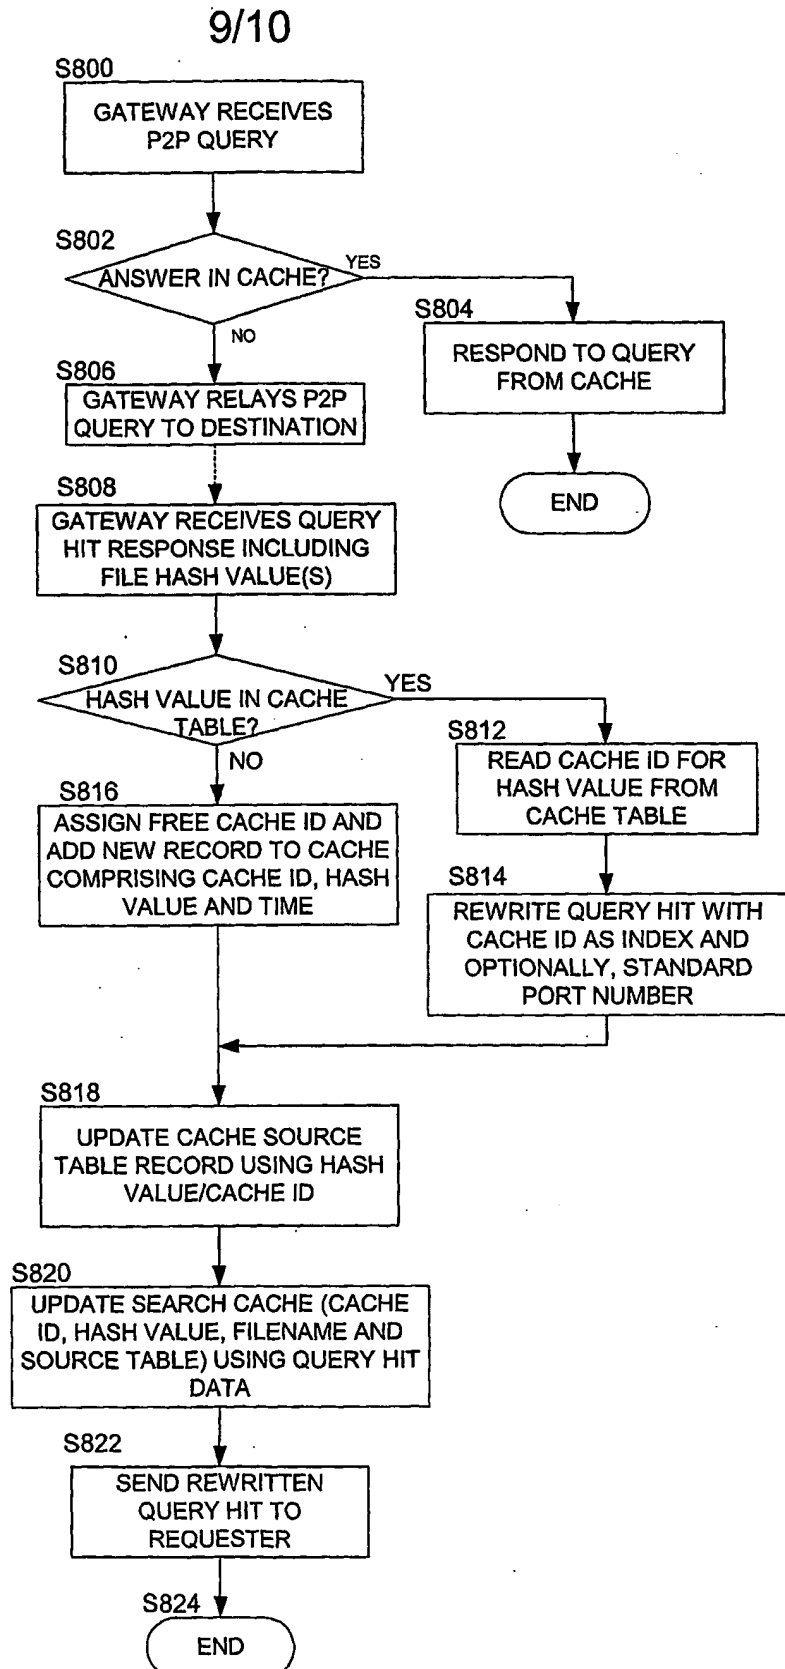 9/10
S800
GATEWAY RECEIVES
P2P QUERY
S802
ANSWER IN CACHE?
YES
NO
S804
RESPOND TO QUERY
FROM CACHE
END
S806
GATEWAY RELAYS P2P
QUERY TO DESTINATION
S808
GATEWAY RECEIVES QUERY
HIT RESPONSE INCLUDING
FILE HASH VALUE(S)
S810
HASH VALUE IN CACHE
TABLE?
YES
NO
S812
READ CACHE ID FOR
HASH VALUE FROM
CACHE TABLE
S814
REWRITE QUERY HIT WITH
CACHE ID AS INDEX AND
OPTIONALLY, STANDARD
PORT NUMBER
S816
ASSIGN FREE CACHE ID AND
ADD NEW RECORD TO CACHE
COMPRISING CACHE ID, HASH
VALUE AND TIME
S818
UPDATE CACHE SOURCE
TABLE RECORD USING HASH
VALUE/CACHE ID
S820
UPDATE SEARCH CACHE (CACHE
ID, HASH VALUE, FILENAME AND
SOURCE TABLE) USING QUERY HIT
DATA
S822
SEND REWRITTEN
QUERY HIT TO
REQUESTER
S824
END